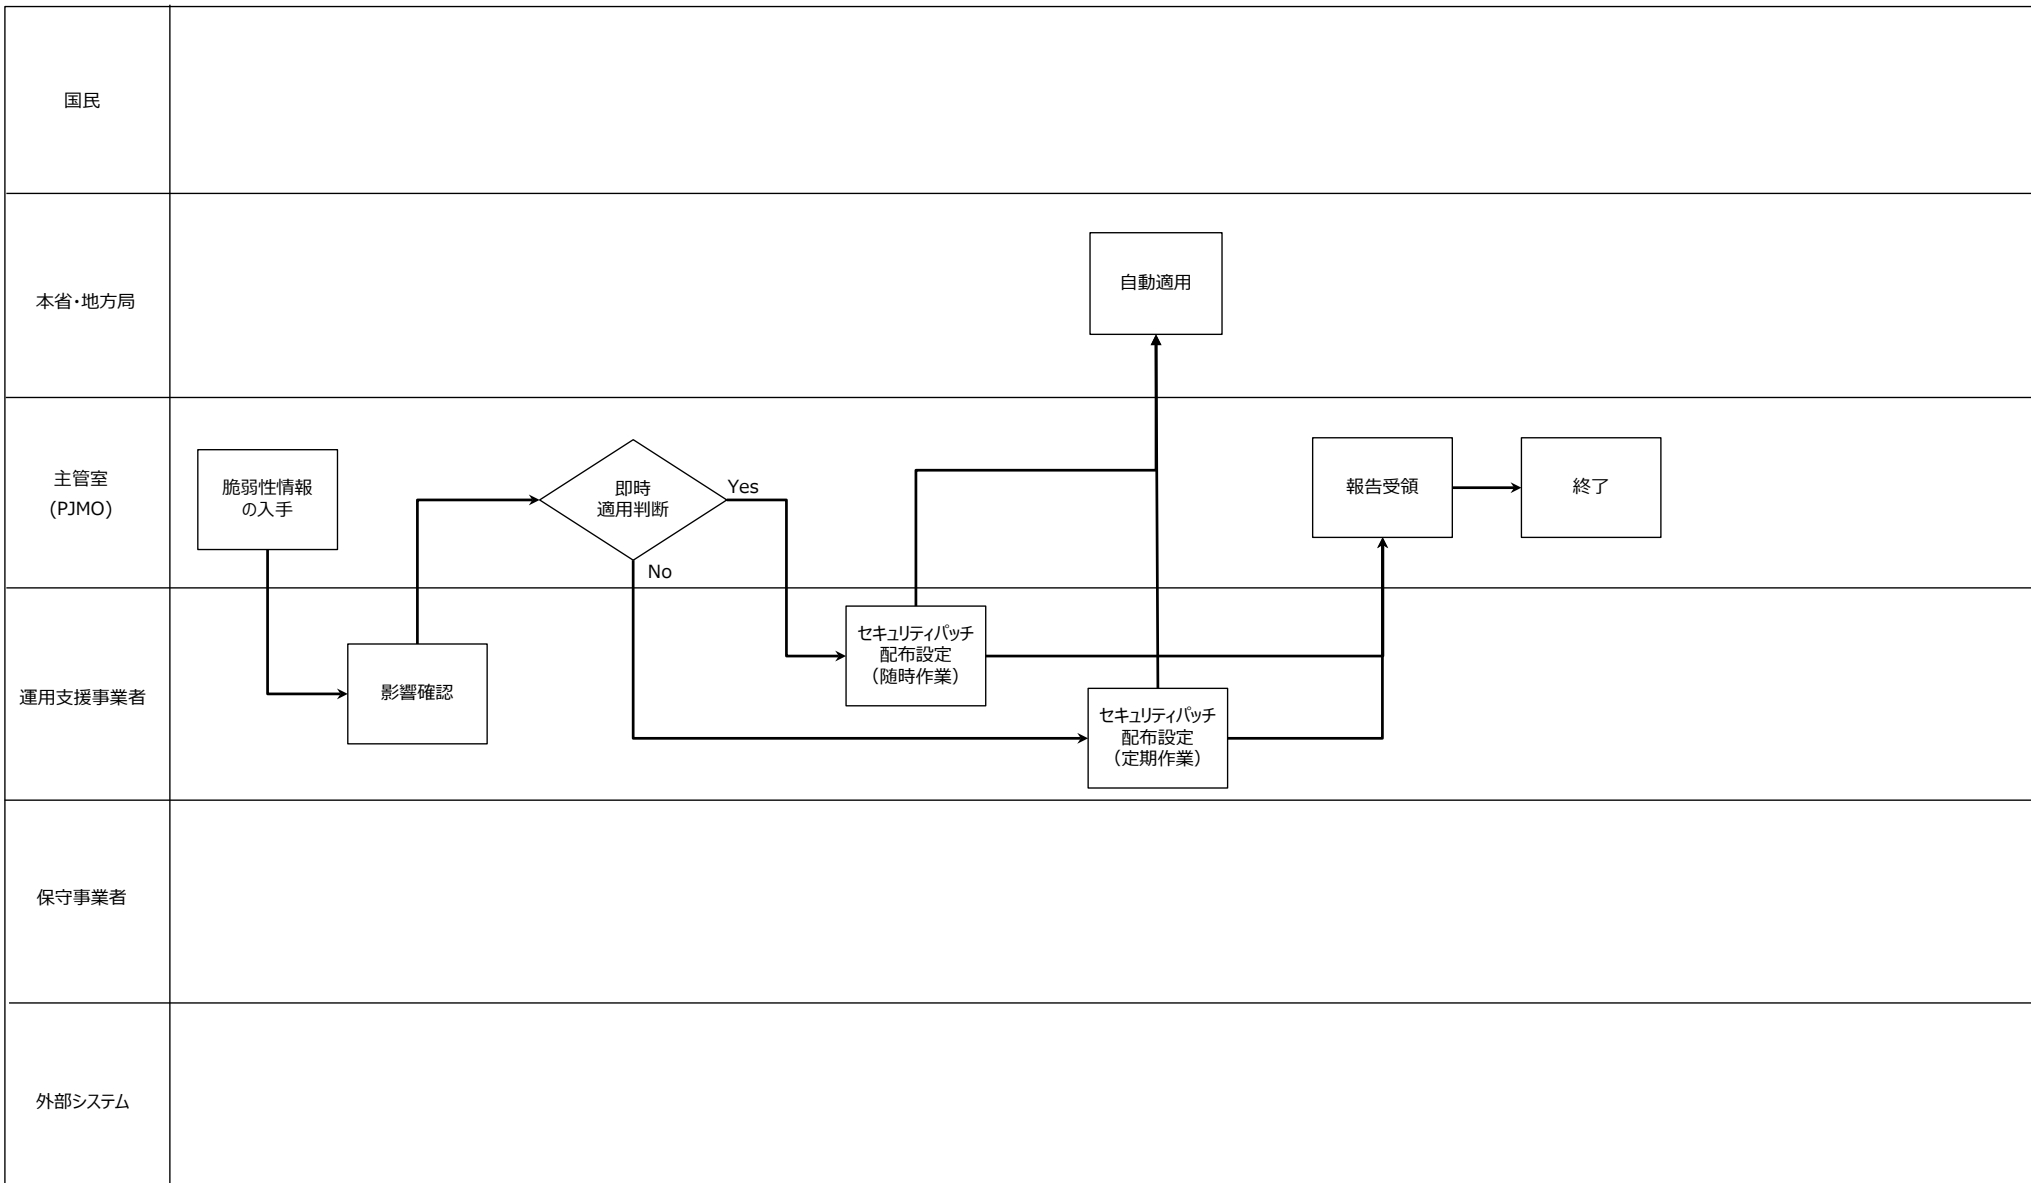 国民
本省・地方局
自動適用
主管室
(PJMO)
脆弱性情報
の入手
即時
適用判断
Yes
No
報告受領
終了
運用支援事業者
影響確認
セキュリティパッチ
配布設定
（随時作業）
セキュリティパッチ
配布設定
（定期作業）
保守事業者
外部システム